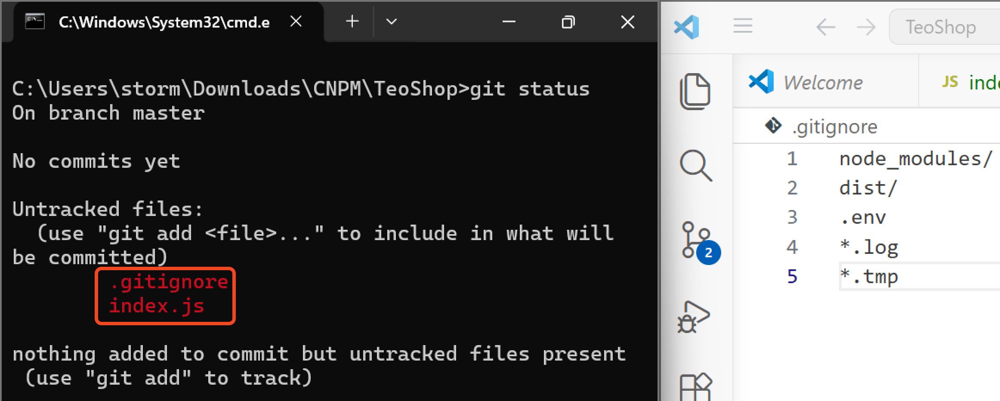 C:\Windows\System32\cmd.e
C:\Users\storm\Downloads\CNPM\TeoShop>git status
On branch master
No commits yet
Untracked files:
(use "git add <file>..." to include in what will
be committed)
.gitignore
index.js
nothing added to commit but untracked files present
(use "git add" to track)
TeoShop
Welcome
JS inde
.gitignore
1 node_modules/
2 dist/
3 .env
4 *.log
5 *.tmp
2